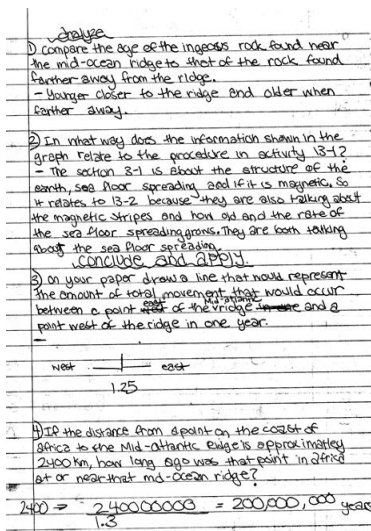 analyze
1) compare the age of the ingeous rock found near
the mid-ocean ridge to that of the rock found
farther away from the ridge.
- Younger closer to the ridge and older when
farther away.
2) In what way does the information shown in the
graph relate to the procedure in activity 13-1?
- The section 3-1 is about the structure of the
earth, sea floor spreading and if it is magnetic. So
it relates to 13-2 because they are also talking about
the magnetic stripes and how old and the rate of
the sea floor spreading grows. They are both talking
about the sea floor spreading.
conclude and apply.
3) on your paper draw a line that would represent
the amount of total movement that would occur
between a point east of the Mid-atlantic ridge and a
point west of the ridge in one year.
-
west east
1.25
4) If the distance from a point on the coast of
africa to the Mid-atlantic Ridge is approximatley
2400 km, how long ago was that point in africa
at or near that md-ocean ridge?
2400 → 240000000 = 200,000,000 years
1.3